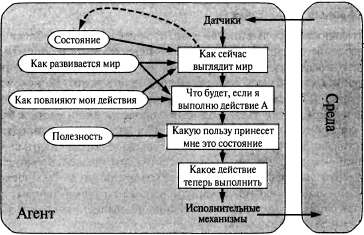 Датчики
Состояние
Как развивается мир
Как повлияют мои действия
Как сейчас
выглядит мир
Что будет, если я
выполню действие А
Полезность
Какую пользу принесет
мне это состояние
Какое действие
теперь выполнить
Агент
Исполнительные
механизмы
Среда